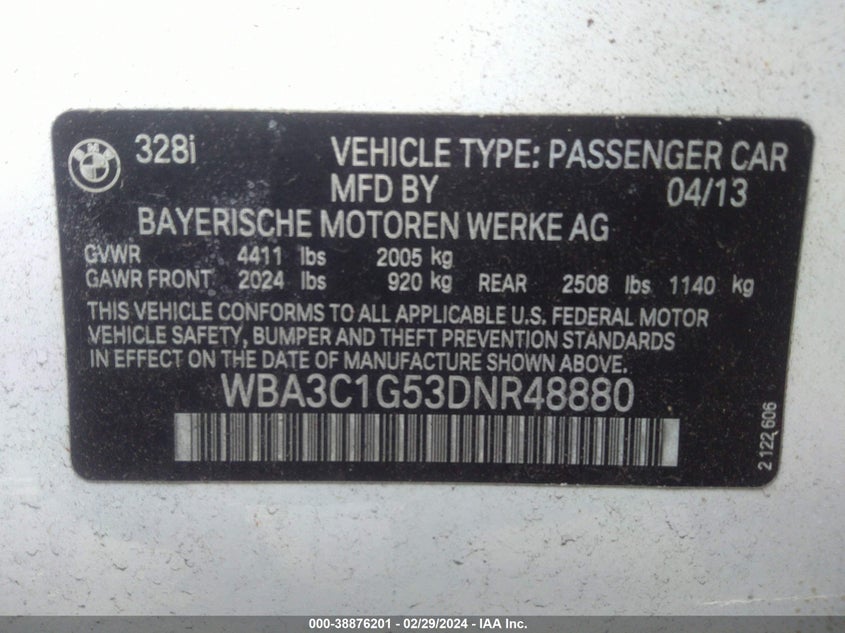 BMW
328i VEHICLE TYPE: PASSENGER CAR
MFD BY 04/13
BAYERISCHE MOTOREN WERKE AG
GVWR 4411 lbs 2005 kg
GAWR FRONT 2024 lbs 920 kg REAR 2508 lbs 1140 kg
THIS VEHICLE CONFORMS TO ALL APPLICABLE U.S. FEDERAL MOTOR
VEHICLE SAFETY, BUMPER AND THEFT PREVENTION STANDARDS
IN EFFECT ON THE DATE OF MANUFACTURE SHOWN ABOVE.
WBA3C1G53DNR48880
2 122 606
000-38876201 - 02/29/2024 - IAA Inc.